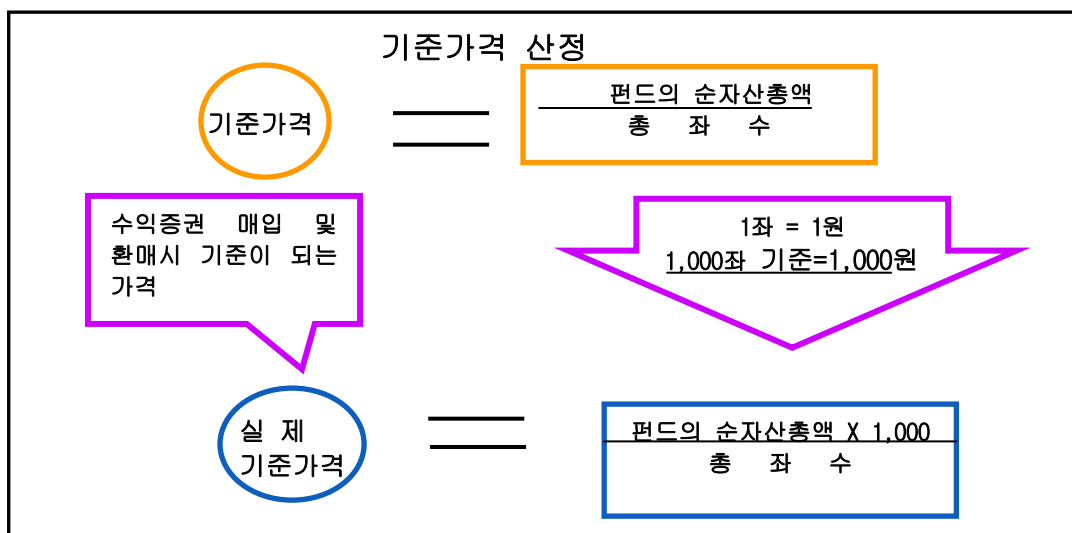 기준가격 산정
기준가격
펀드의 순자산총액
총 좌 수
수익증권 매입 및
환매시 기준이 되는
가격
1좌 = 1원
1,000좌 기준=1,000원
실 제
기준가격
펀드의 순자산총액 X 1,000
총 좌 수